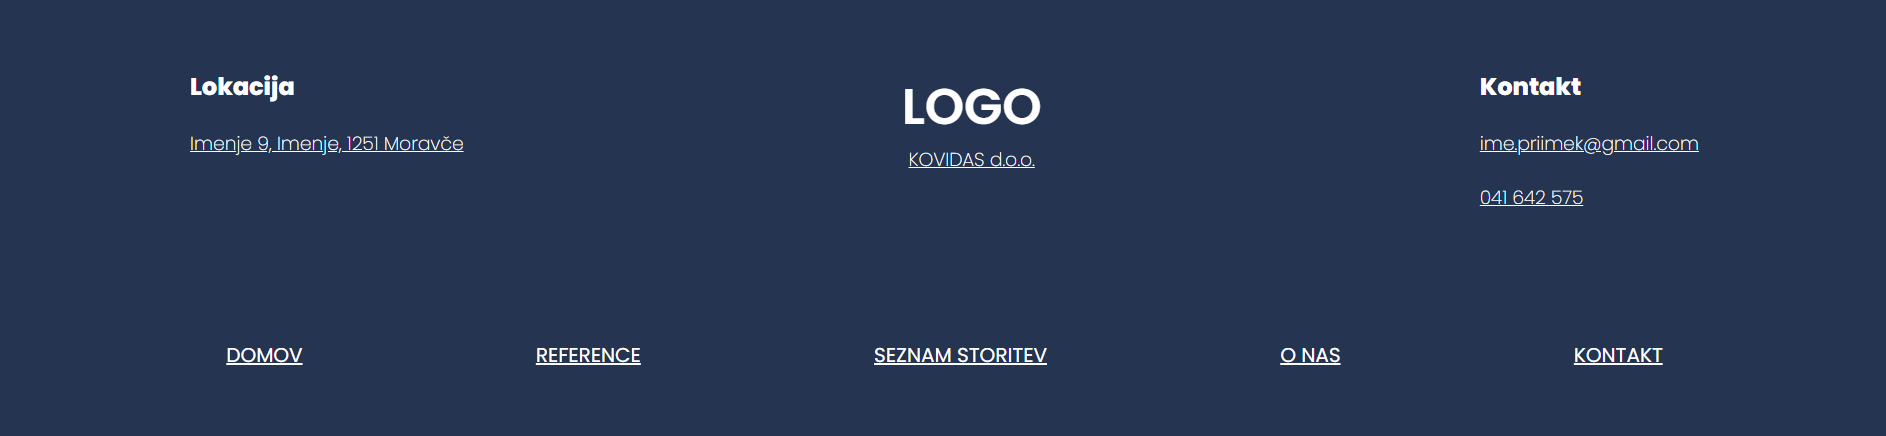 Lokacija
Imenje 9, Imenje, 1251 Moravče
LOGO
KOVIDAS d.o.o.
Kontakt
ime.priimek@gmail.com
041 642 575
DOMOV
REFERENCE
SEZNAM STORITEV
O NAS
KONTAKT